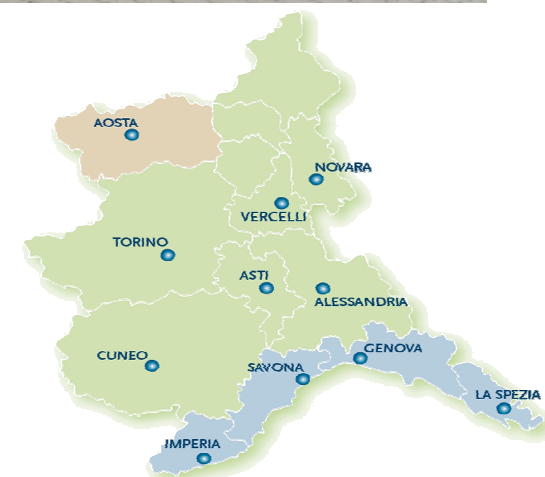 AOSTA
NOVARA
VERCELLI
TORINO
ASTI
ALESSANDRIA
GENOVA
CUNEO
SAVONA
LA SPEZIA
IMPERIA